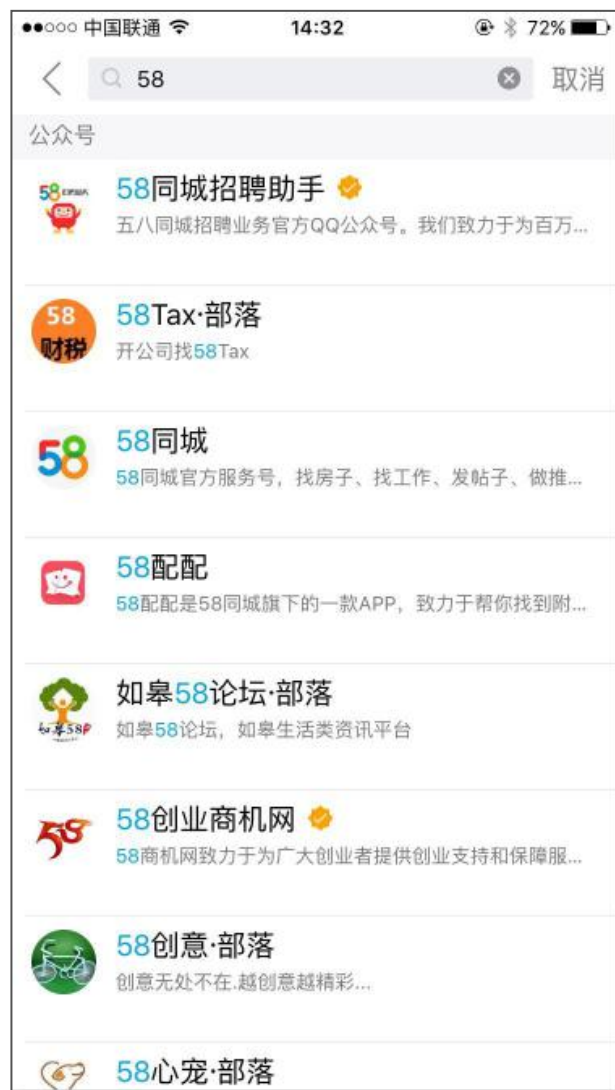 中国联通 14:32 72%
58 取消
公众号
58同城招聘助手
五八同城招聘业务官方QQ公众号。我们致力于为百万...
58
财税
58Tax·部落
开公司找58Tax
58
58同城
58同城官方服务号，找房子、找工作、发帖子、做推...
58配配
58配配是58同城旗下的一款APP，致力于帮你找到附...
如皋58论坛·部落
如皋58论坛，如皋生活类资讯平台
58
58创业商机网
58商机网致力于为广大创业者提供创业支持和保障服...
58创意·部落
创意无处不在.越创意越精彩...
58心宠·部落